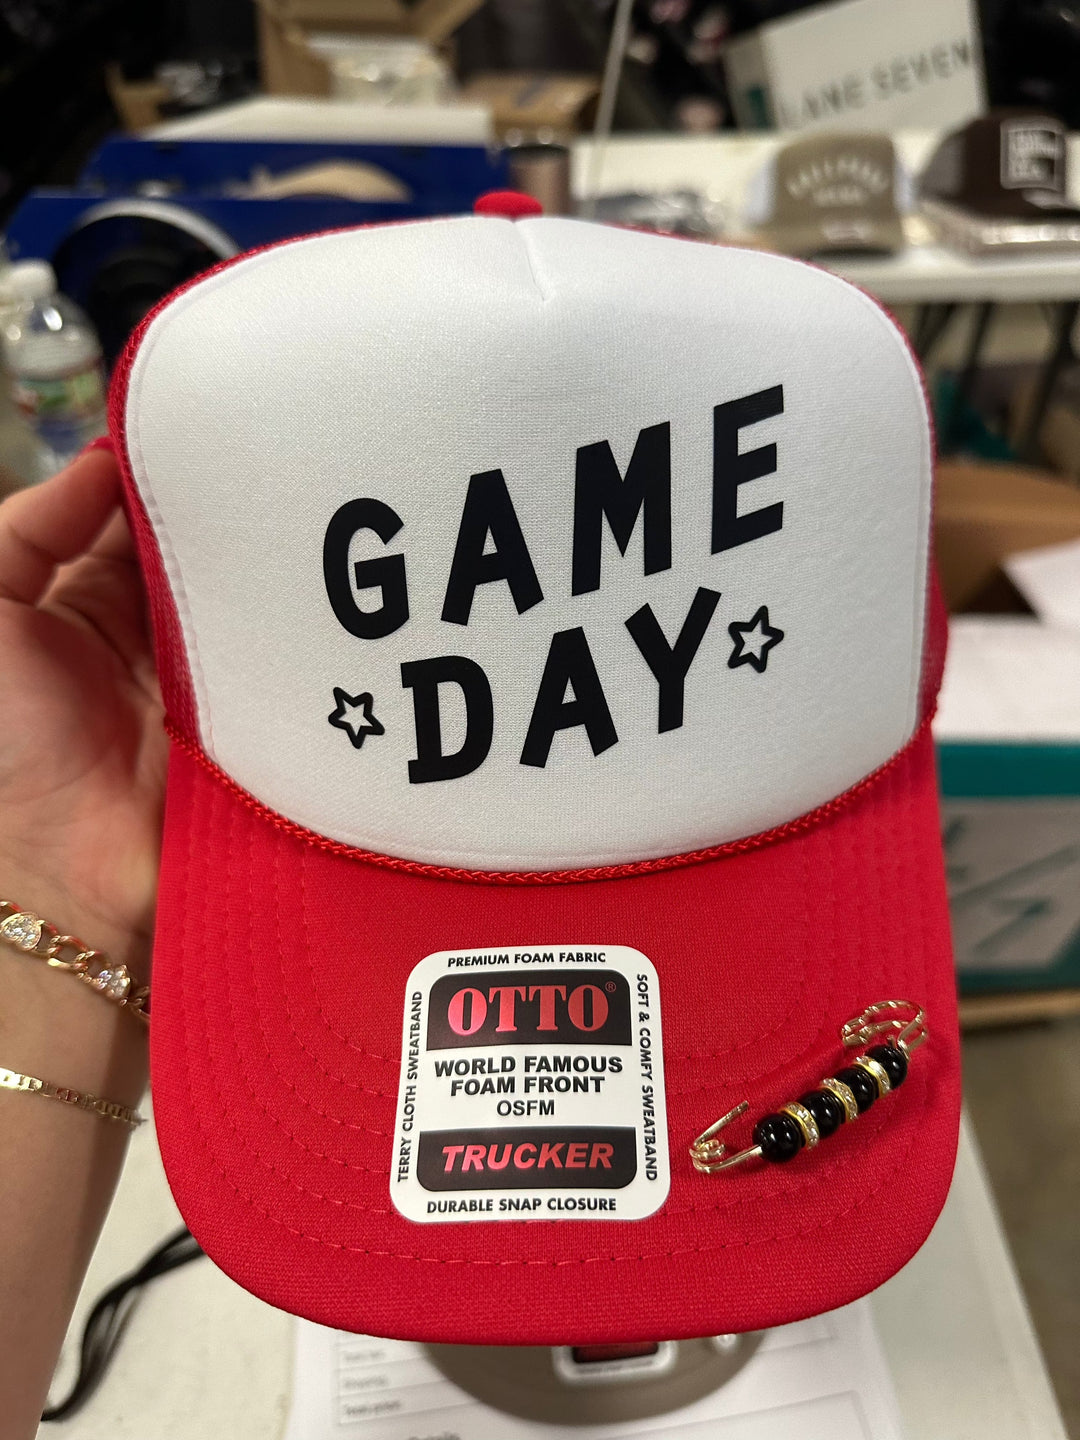 LANE SEVEN
GAME
DAY
PREMIUM FOAM FABRIC
TERRY CLOTH SWEATBAND
OTTO®
WORLD FAMOUS
FOAM FRONT
OSFM
TRUCKER
SOFT & COMFY SWEATBAND
DURABLE SNAP CLOSURE